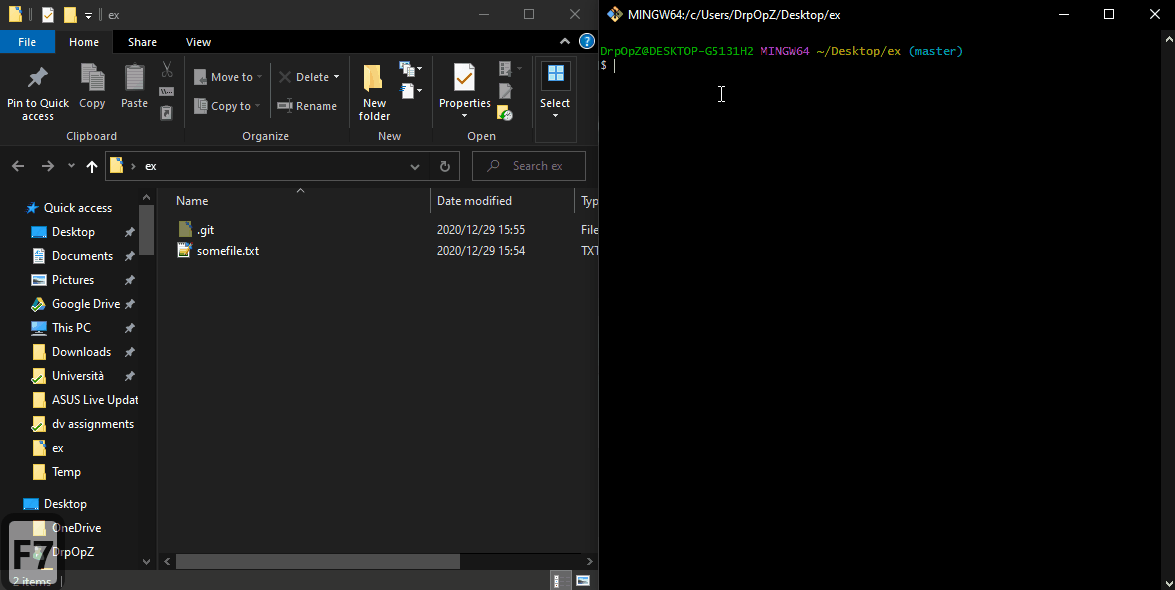 ex
File Home Share View
Pin to Quick access
Copy
Paste
Clipboard
Move to
Copy to
Delete
Rename
Organize
New folder
New
Properties
Open
Select
ex
Search ex
Name
Date modified
Typ
Quick access
Desktop
Documents
Pictures
Google Drive
This PC
Downloads
Università
ASUS Live Updat
dv assignments
ex
Temp
Desktop
OneDrive
DrpOpZ
.git 2020/12/29 15:55 File
somefile.txt 2020/12/29 15:54 TXT
F7
2 items
MINGW64:/c/Users/DrpOpZ/Desktop/ex
DrpOpZ@DESKTOP-G5131H2 MINGW64 ~/Desktop/ex (master)
$